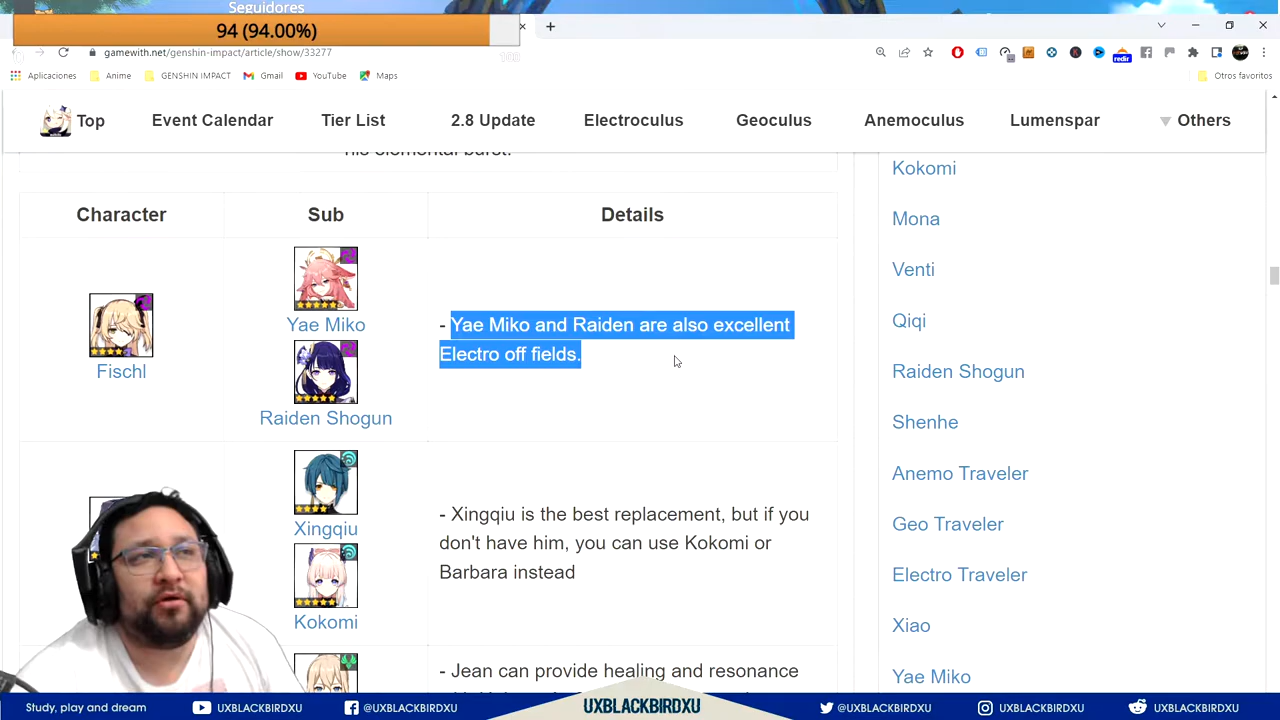 Seguidores
94 (94.00%)
gamewith.net/genshin-impact/article/show/33277
redir
Aplicaciones
Anime
GENSHIN IMPACT
Gmail
YouTube
Maps
Otros favoritos
Top
Event Calendar
Tier List
2.8 Update
Electroculus
Geoculus
Anemoculus
Lumenspar
Others
his elemental burst.
Character
Sub
Details
Fischl
Yae Miko
Raiden Shogun
- Yae Miko and Raiden are also excellent
Electro off fields.
Xingqiu
Kokomi
- Xingqiu is the best replacement, but if you
don't have him, you can use Kokomi or
Barbara instead
- Jean can provide healing and resonance
Kokomi
Mona
Venti
Qiqi
Raiden Shogun
Shenhe
Anemo Traveler
Geo Traveler
Electro Traveler
Xiao
Yae Miko
Study, play and dream
UXBLACKBIRDXU
@UXBLACKBIRDXU
UXBLACKBIRDXU
@UXBLACKBIRDXU
UXBLACKBIRDXU
UXBLACKBIRDXU